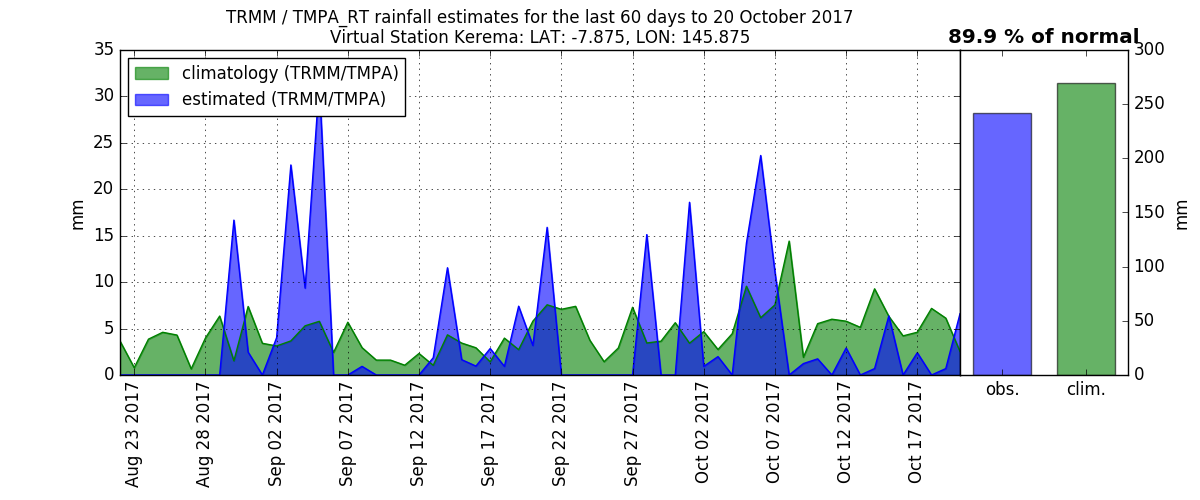 TRMM / TMPA_RT rainfall estimates for the last 60 days to 20 October 2017
Virtual Station Kerema: LAT: -7.875, LON: 145.875
89.9 % of normal
climatology (TRMM/TMPA)
estimated (TRMM/TMPA)
mm
35
30
25
20
15
10
5
0
Aug 23 2017
Aug 28 2017
Sep 02 2017
Sep 07 2017
Sep 12 2017
Sep 17 2017
Sep 22 2017
Sep 27 2017
Oct 02 2017
Oct 07 2017
Oct 12 2017
Oct 17 2017
obs.
clim.
300
250
200
150
100
50
0
mm